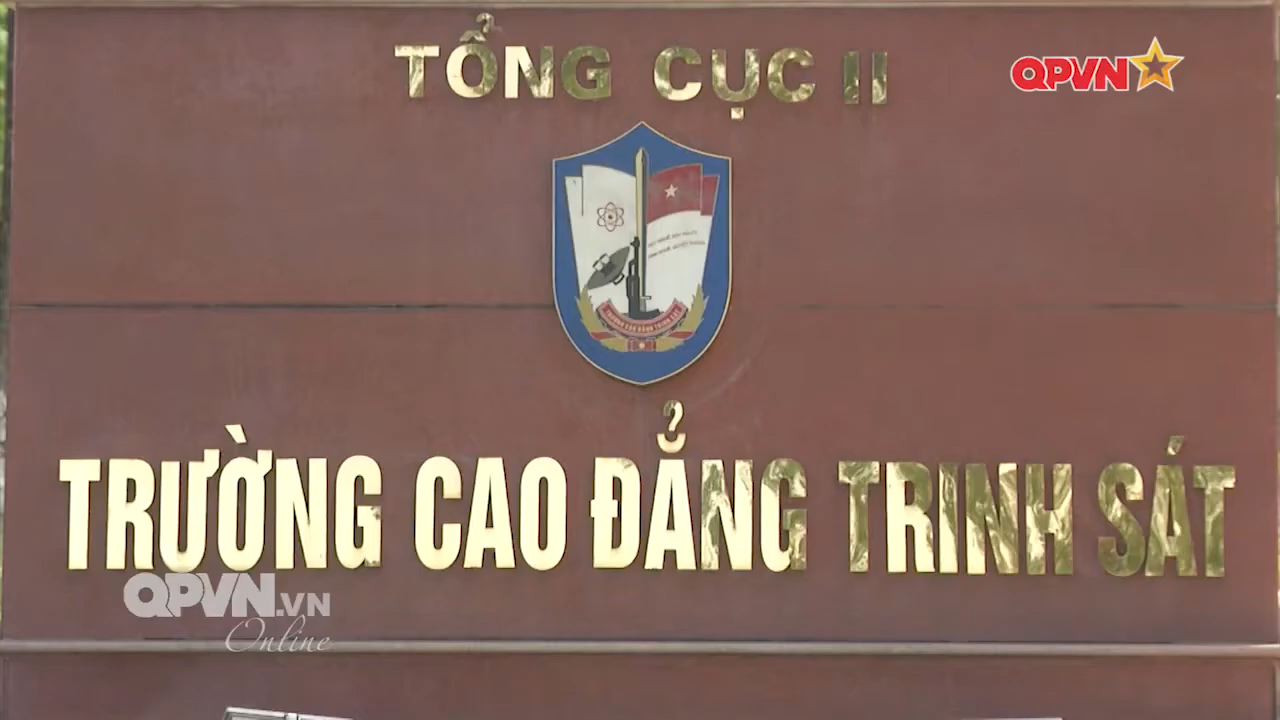 TỔNG CỤC II
QPVN
TRƯỜNG CAO ĐẲNG TRINH SÁT
QPVN.VN
Online